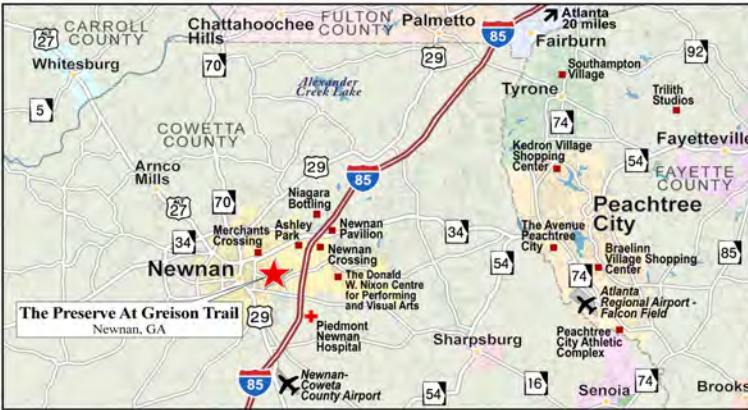 CARROLL
COUNTY
27
Whitesburg
5
70
Chattahoochee
Hills
FULTON
COUNTY
Palmetto
29
85
Atlanta
20 miles
Fairburn
92
Southampton
Village
Tyrone
Trilith
Studios
74
Alexander
Creek Lake
COWETTA
COUNTY
Kedron Village
Shopping
Center
54
Fayetteville
FAYETTE
COUNTY
Arnco
Mills
29
85
27
70
Niagara
Bottling
Peachtree
City
34
Merchants
Crossing
Ashley
Park
Newnan
Pavilion
34
The Avenue
Peachtree
City
Newnan
Newnan
Crossing
54
74
Braelinn
Village Shopping
Center
85
The Donald
W. Nixon Centre
for Performing
and Visual Arts
The Preserve At Greison Trail
Newnan, GA
29
Atlanta
Regional Airport -
Falcon Field
Piedmont
Newnan
Hospital
Sharpsburg
Peachtree
City Athletic
Complex
85
Newnan-
Coweta
County Airport
54
16
Senoia
74
Brooks